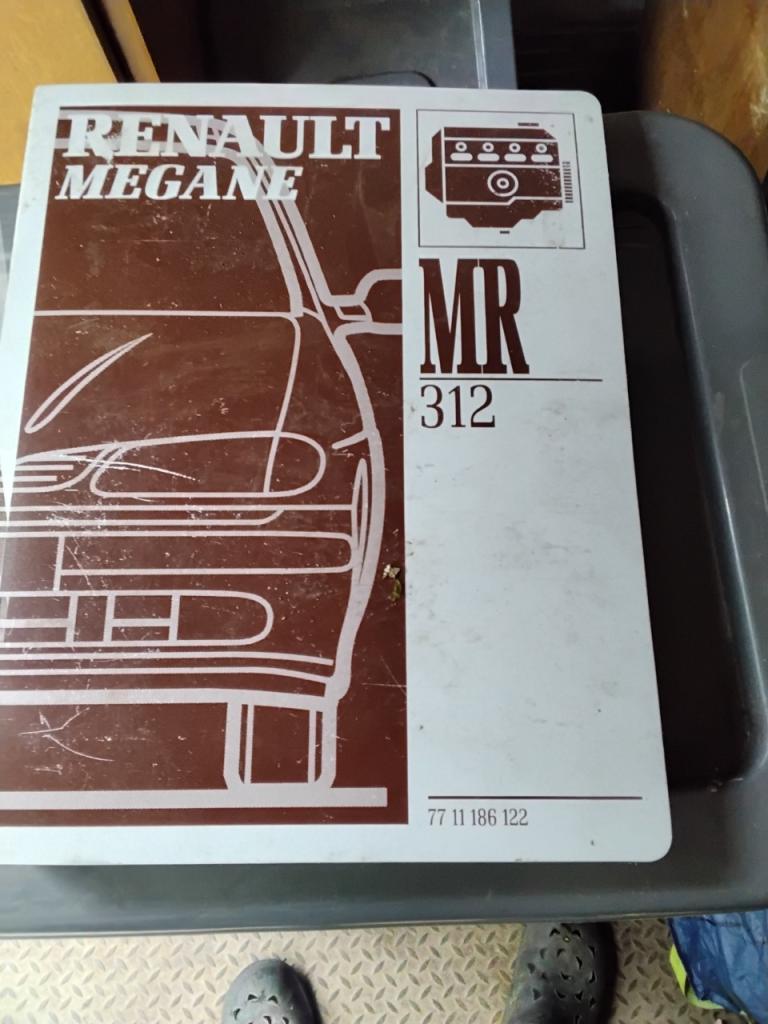 RENAULT
MEGANE
MR
312
77 11 186 122